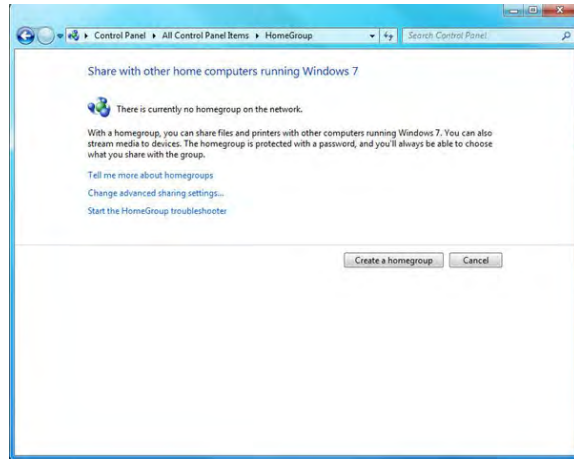 Control Panel ▸ All Control Panel Items ▸ HomeGroup Search Control Panel
Share with other home computers running Windows 7
There is currently no homegroup on the network.
With a homegroup, you can share files and printers with other computers running Windows 7. You can also
stream media to devices. The homegroup is protected with a password, and you'll always be able to choose
what you share with the group.
Tell me more about homegroups
Change advanced sharing settings...
Start the HomeGroup troubleshooter
Create a homegroup Cancel